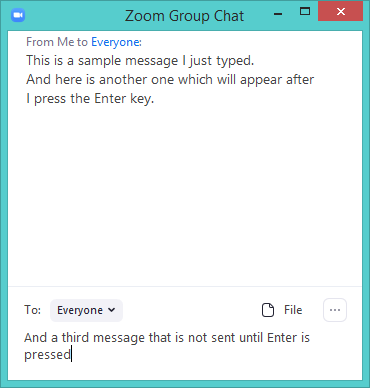 Zoom Group Chat
From Me to Everyone:
This is a sample message I just typed.
And here is another one which will appear after
I press the Enter key.
To: Everyone File
And a third message that is not sent until Enter is
pressed